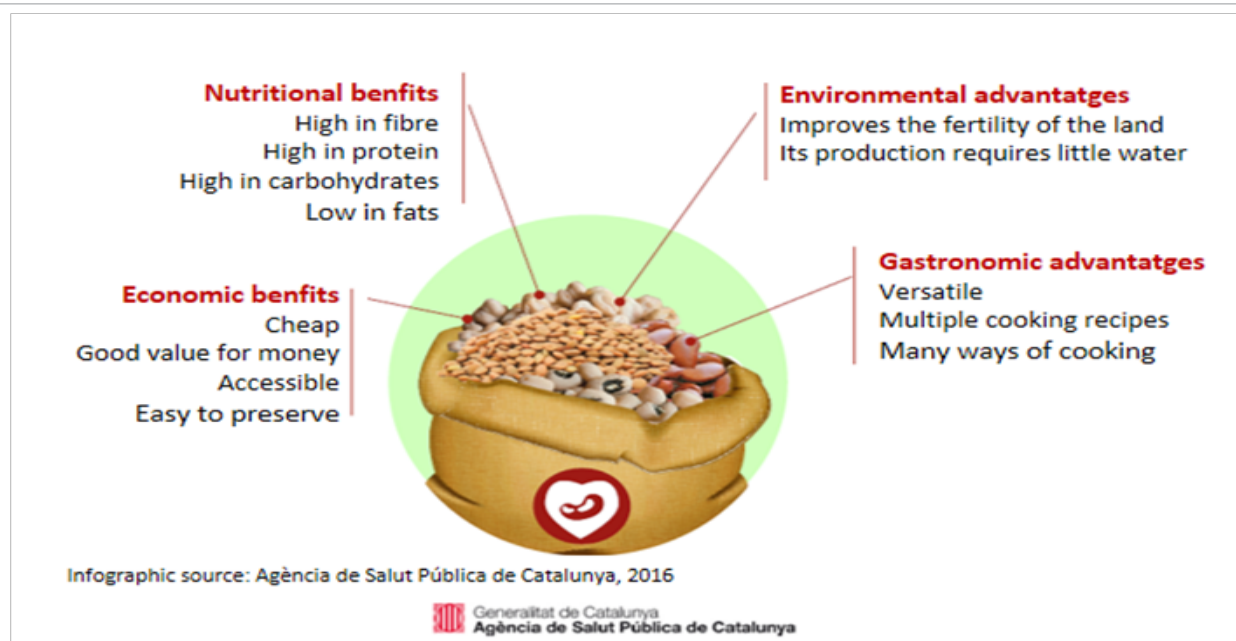 Nutritional benfits
High in fibre
High in protein
High in carbohydrates
Low in fats
Environmental advantatges
Improves the fertility of the land
Its production requires little water
Economic benfits
Cheap
Good value for money
Accessible
Easy to preserve
Gastronomic advantatges
Versatile
Multiple cooking recipes
Many ways of cooking
Infographic source: Agència de Salut Pública de Catalunya, 2016
Generalitat de Catalunya
Agència de Salut Pública de Catalunya